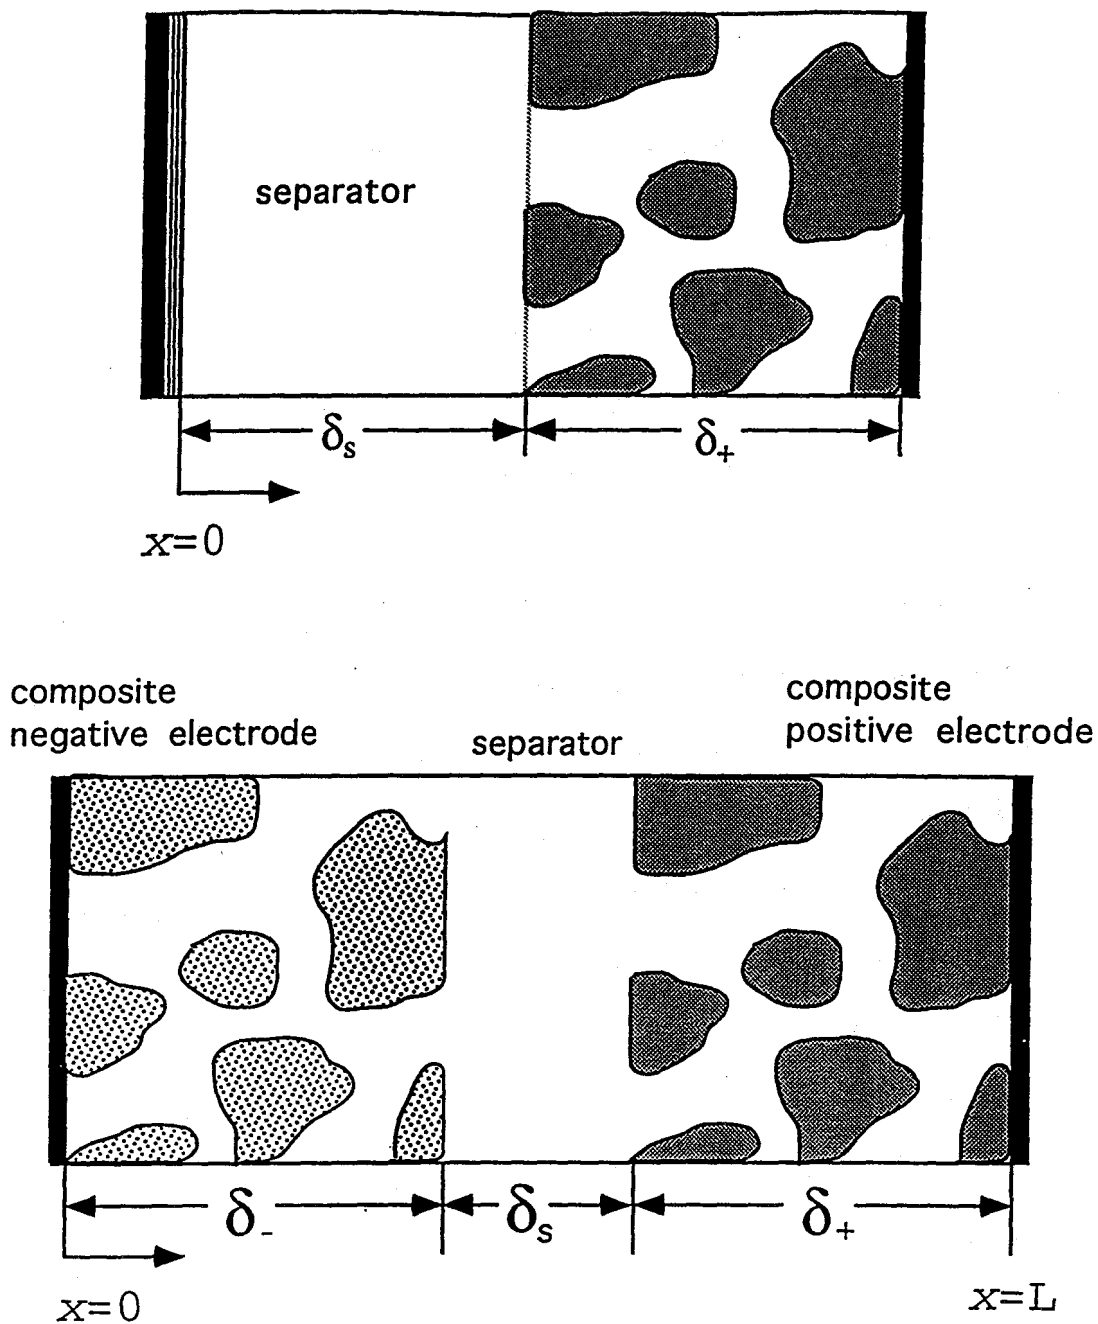 separator
δs
δ+
x=0
composite
negative electrode
separator
composite
positive electrode
δ-
δs
δ+
x=0
x=L